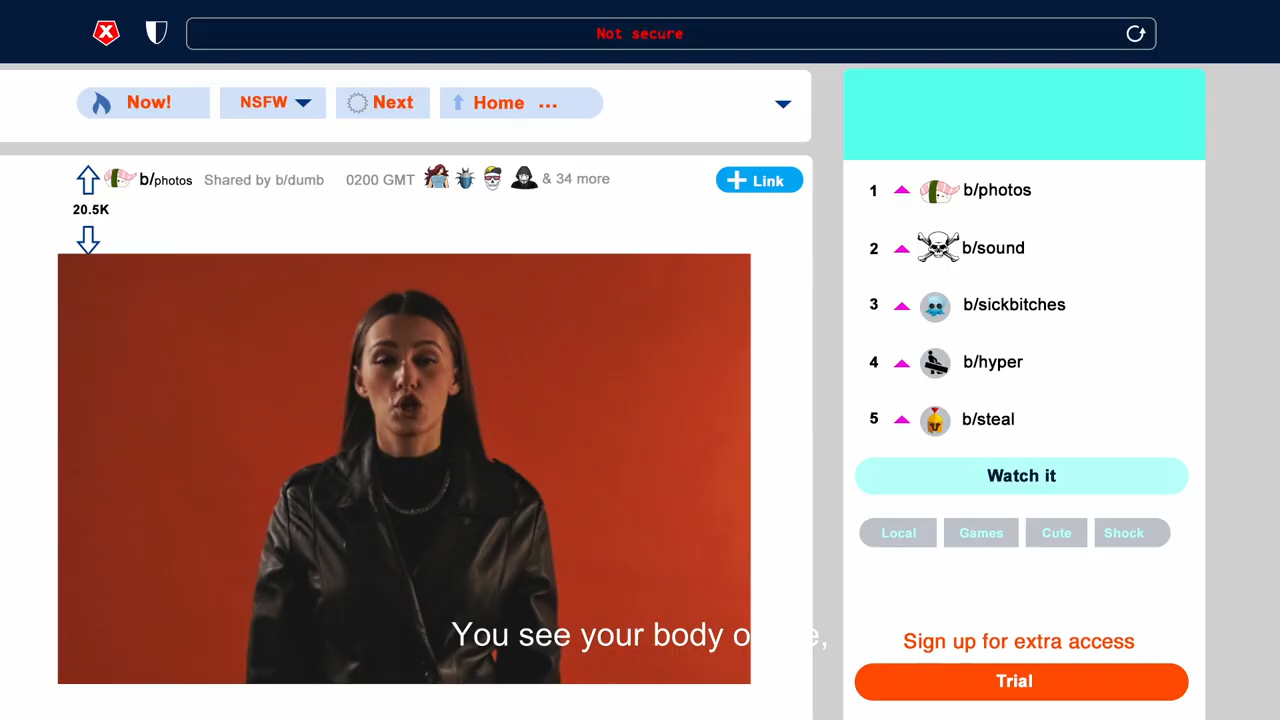 Not secure
Now!
NSFW
Next
Home ...
b/photos
Shared by b/dumb
0200 GMT
& 34 more
Link
20.5K
You see your body o
e,
1 b/photos
2 b/sound
3 b/sickbitches
4 b/hyper
5 b/steal
Watch it
Local
Games
Cute
Shock
Sign up for extra access
Trial